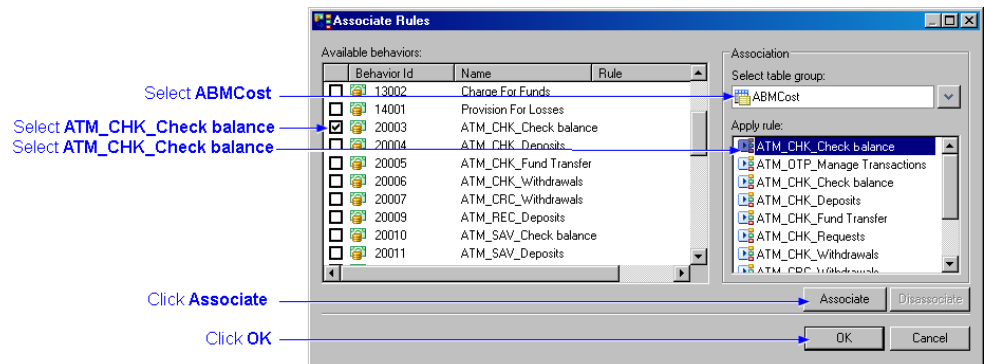 Associate Rules
Available behaviors:
Behavior Id Name Rule
13002 Charge For Funds
14001 Provision For Losses
20003 ATM_CHK_Check balance
20004 ATM_CHK_Deposits
20005 ATM_CHK_Fund Transfer
20006 ATM_CHK_Withdrawals
20007 ATM_CRC_Withdrawals
20009 ATM_REC_Deposits
20010 ATM_SAV_Check balance
20011 ATM_SAV_Deposits
Association
Select table group:
ABMCost
Apply rule:
ATM_CHK_Check balance
ATM_OTP_Manage Transactions
ATM_CHK_Check balance
ATM_CHK_Deposits
ATM_CHK_Fund Transfer
ATM_CHK_Requests
ATM_CHK_Withdrawals
ATM_CRC_Withdrawals
Associate Disassociate
OK Cancel
Select ABMCost
Select ATM_CHK_Check balance
Select ATM_CHK_Check balance
Click Associate
Click OK